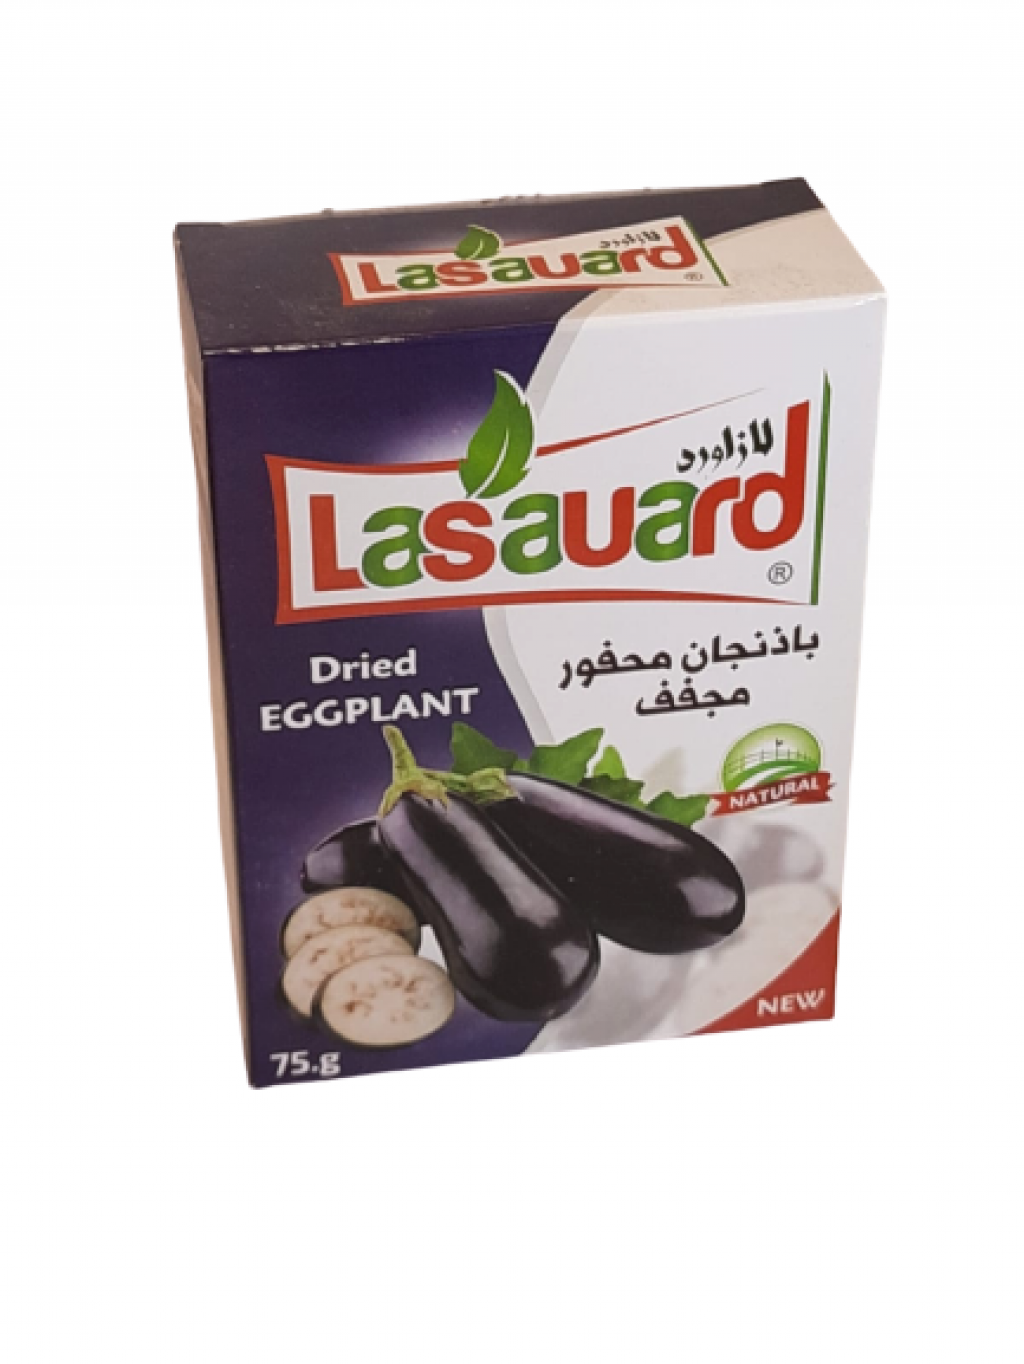 لازاورد
Lasauard
®
لازاورد
Lasauard
®
Dried
EGGPLANT
باذنجان محفور
مجفف
NATURAL
NEW
75.g